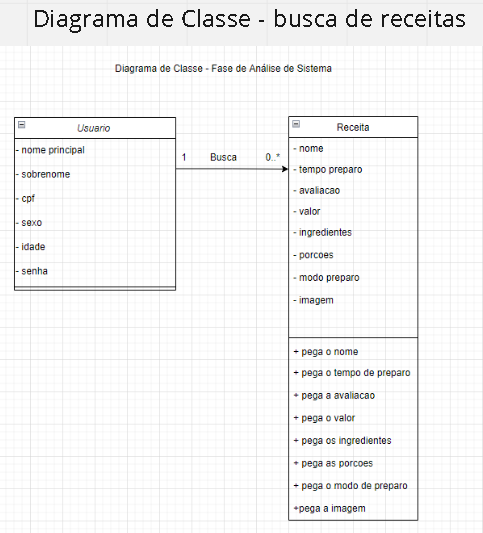 Diagrama de Classe - busca de receitas
Diagrama de Classe - Fase de Análise de Sistema
Usuario
- nome principal
- sobrenome
- cpf
- sexo
- idade
- senha
1 Busca 0..*
Receita
- nome
- tempo preparo
- avaliacao
- valor
- ingredientes
- porcoes
- modo preparo
- imagem
+ pega o nome
+ pega o tempo de preparo
+ pega a avaliacao
+ pega o valor
+ pega os ingredientes
+ pega as porcoes
+ pega o modo de preparo
+pega a imagem